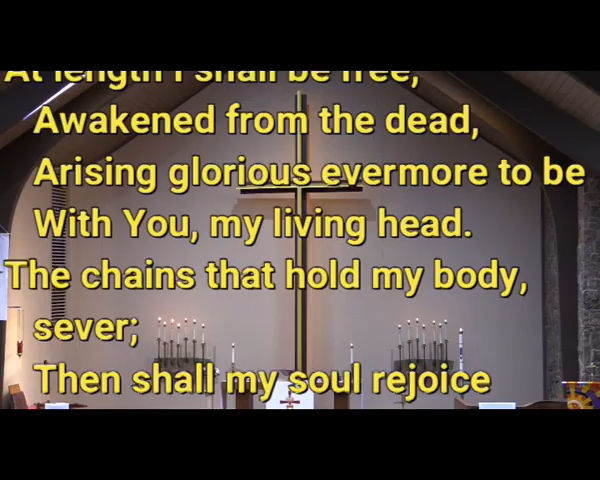 At length I shall be free,
Awakened from the dead,
Arising glorious evermore to be
With You, my living head.
The chains that hold my body,
sever;
Then shall my soul rejoice